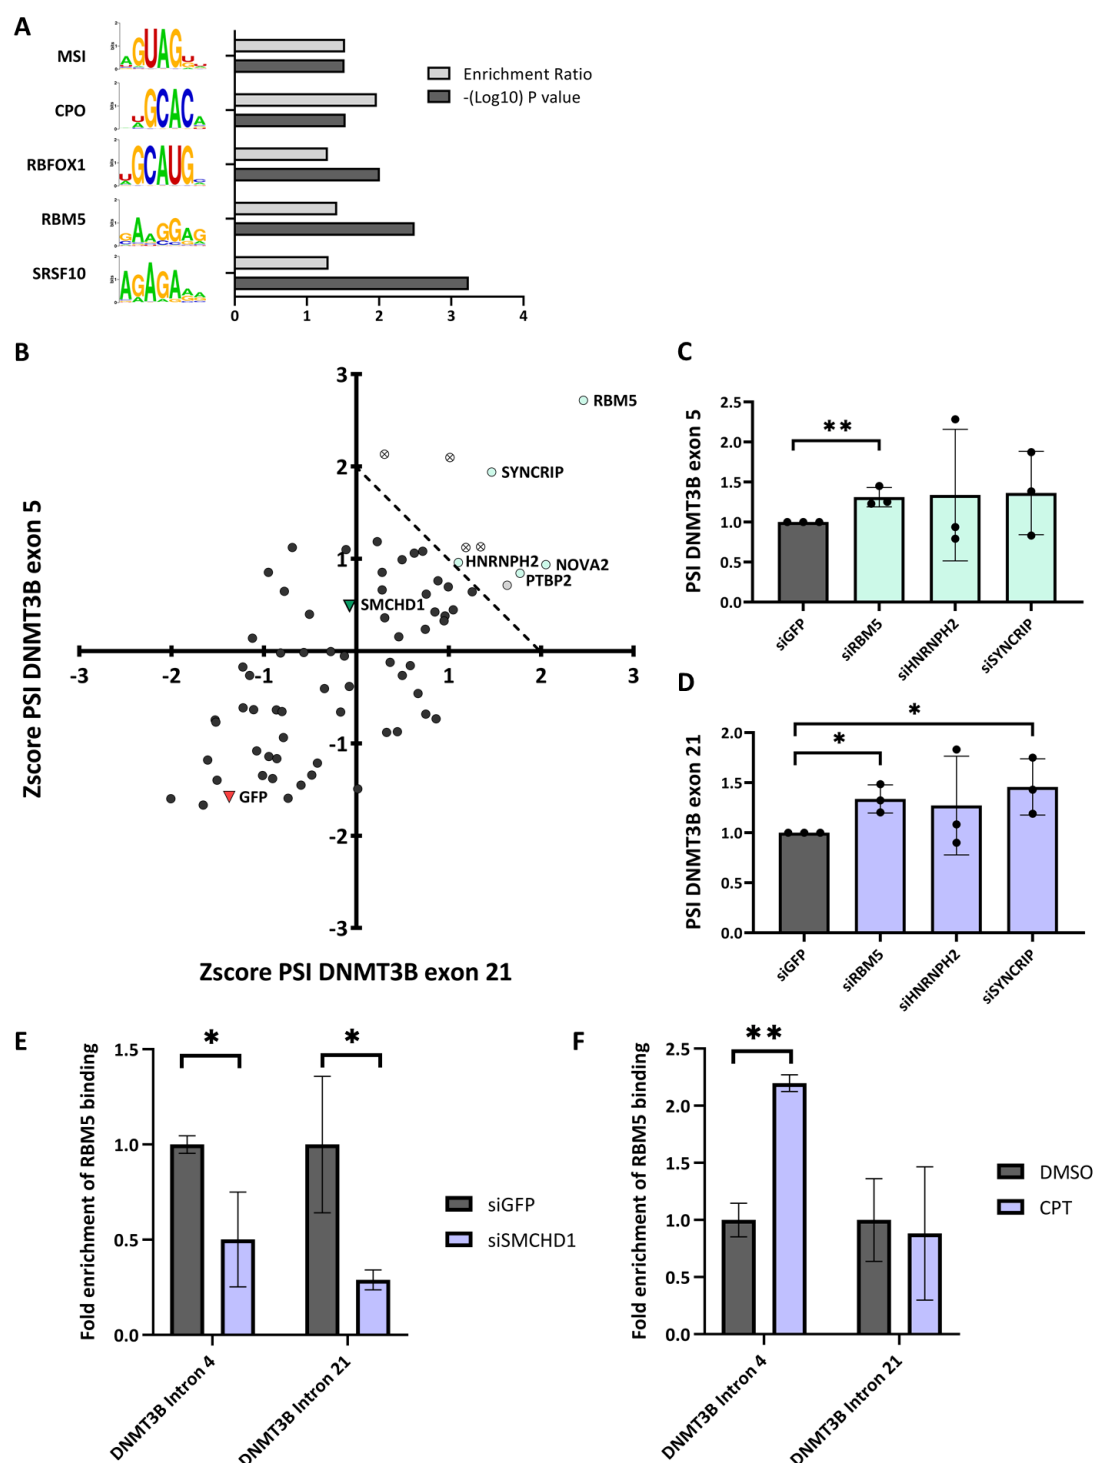 A
MSI
GUAG
CPO
GCAC
RBFOX1
GCAUG
RBM5
GAAGGAG
SRSF10
AGAGAAA
Enrichment Ratio
-(Log10) P value
0 1 2 3 4
B
Zscore PSI DNMT3B exon 5
3
2
1
-1
-2
-3
-3 -2 -1 1 2 3
RBM5
SYNCRIP
HNRNPH2
NOVA2
PTBP2
SMCHD1
GFP
Zscore PSI DNMT3B exon 21
C
PSI DNMT3B exon 5
2.5
2.0
1.5
1.0
0.5
0.0
**
siGFP
siRBM5
siHNRNPH2
siSYNCRIP
D
PSI DNMT3B exon 21
2.0
1.5
1.0
0.5
0.0
*
*
siGFP
siRBM5
siHNRNPH2
siSYNCRIP
E
Fold enrichment of RBM5 binding
1.5
1.0
0.5
0.0
*
*
DNMT3B Intron 4
DNMT3B Intron 21
siGFP
siSMCHD1
F
Fold enrichment of RBM5 binding
2.5
2.0
1.5
1.0
0.5
0.0
**
DNMT3B Intron 4
DNMT3B Intron 21
DMSO
CPT